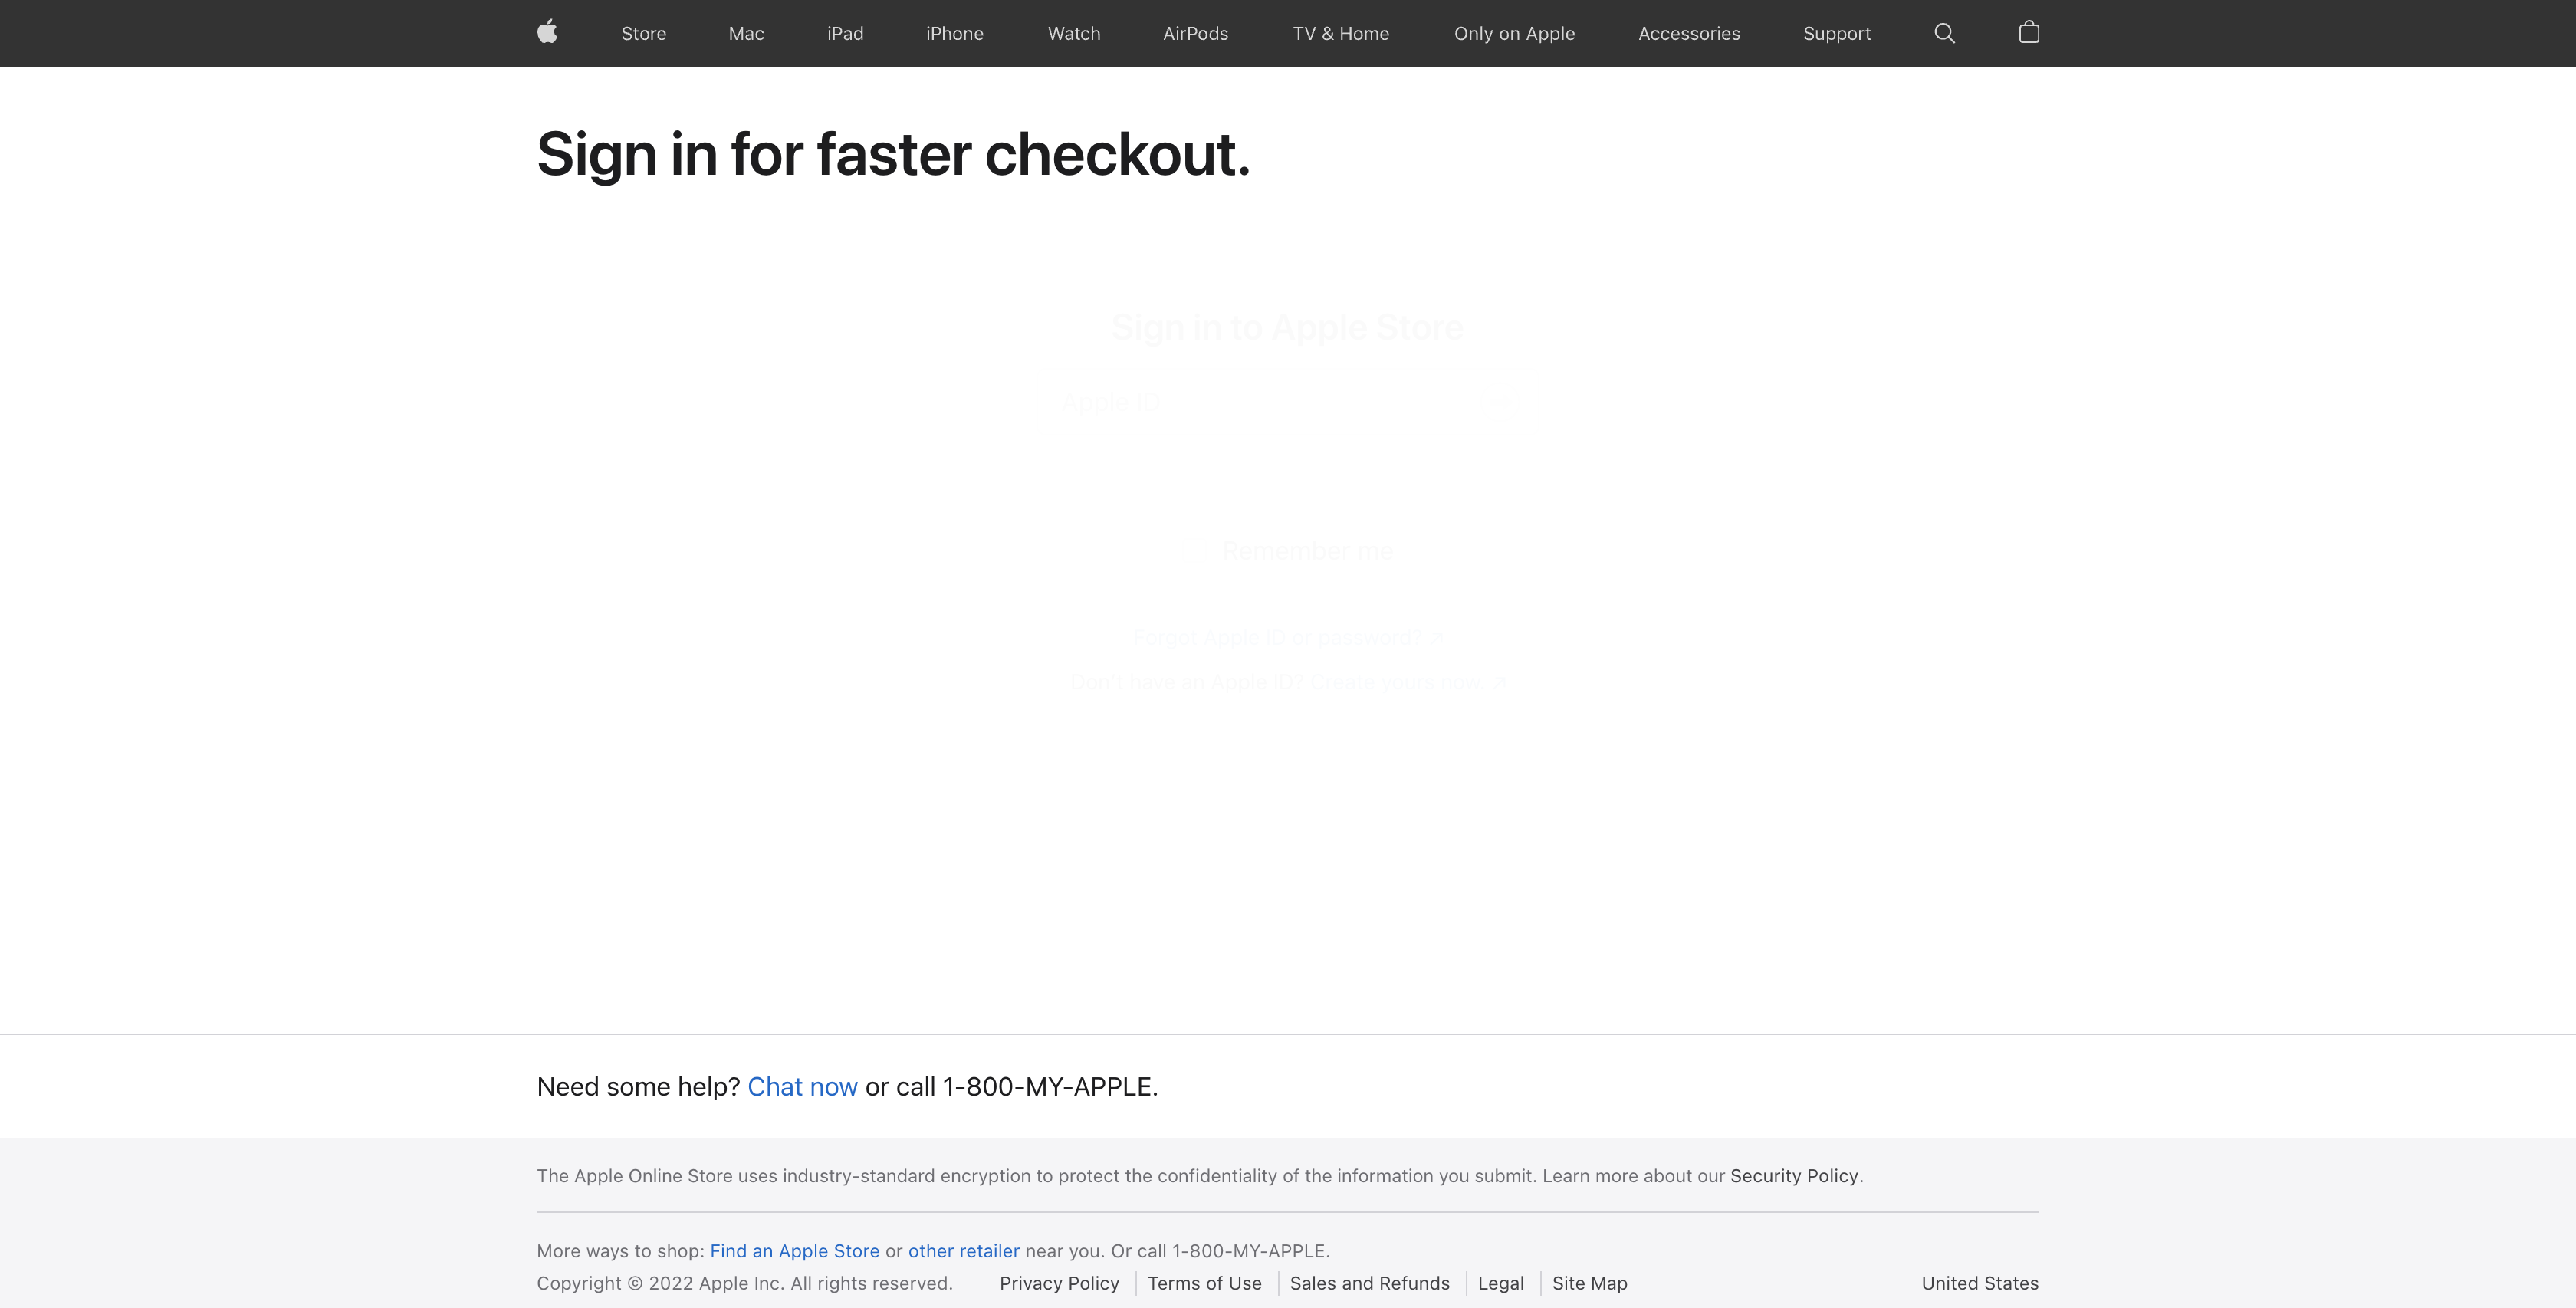 Store Mac iPad iPhone Watch AirPods TV & Home Only on Apple Accessories Support
Sign in for faster checkout.
Sign in to Apple Store
Apple ID
Remember me
Forgot Apple ID or password? ↗
Don't have an Apple ID? Create yours now. ↗
Need some help? Chat now or call 1-800-MY-APPLE.
The Apple Online Store uses industry-standard encryption to protect the confidentiality of the information you submit. Learn more about our Security Policy.
More ways to shop: Find an Apple Store or other retailer near you. Or call 1-800-MY-APPLE.
Copyright © 2022 Apple Inc. All rights reserved. Privacy Policy Terms of Use Sales and Refunds Legal Site Map United States